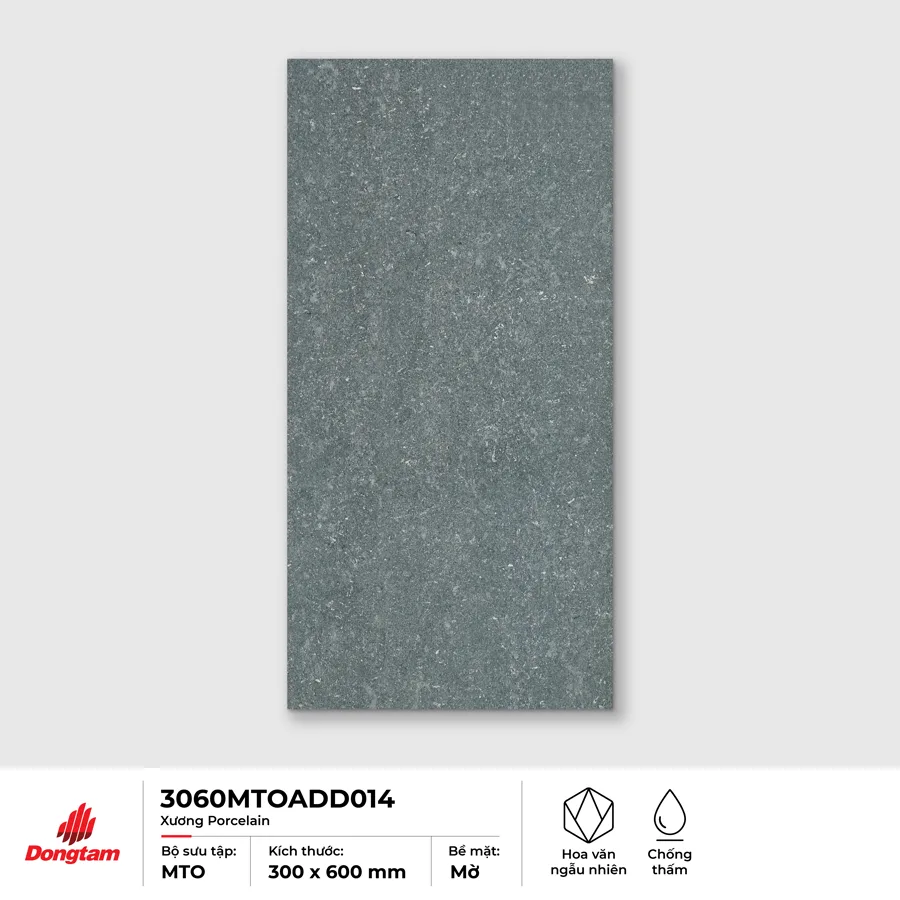 Dongtam
3060MTOADD014
Xương Porcelain
Bộ sưu tập:
MTO
Kích thước:
300 x 600 mm
Bề mặt:
Mờ
Hoa văn
ngẫu nhiên
Chống
thấm